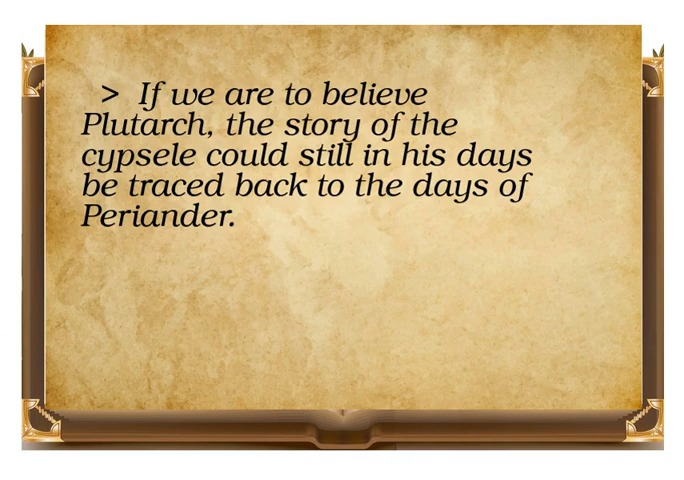 > If we are to believe
Plutarch, the story of the
cypsele could still in his days
be traced back to the days of
Periander.